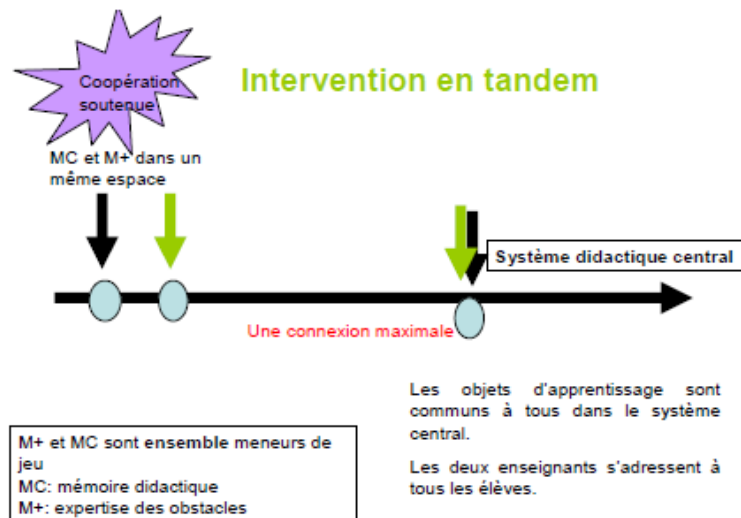 Coopération
soutenue
Intervention en tandem
MC et M+ dans un
même espace
Système didactique central
Une connexion maximale
Les objets d'apprentissage sont
communs à tous dans le système
central.
Les deux enseignants s'adressent à
tous les élèves.
M+ et MC sont ensemble meneurs de
jeu
MC: mémoire didactique
M+: expertise des obstacles